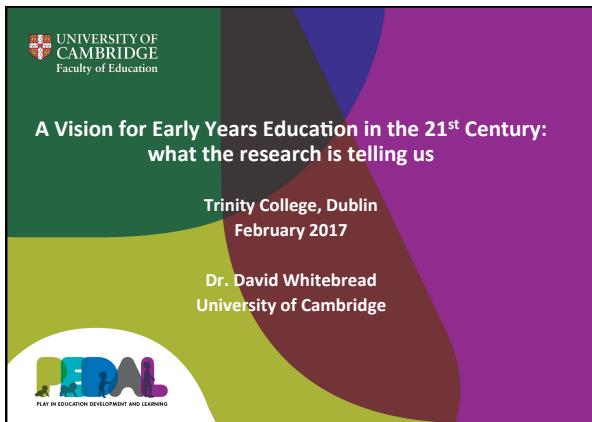 UNIVERSITY OF
CAMBRIDGE
Faculty of Education
A Vision for Early Years Education in the 21st Century:
what the research is telling us
Trinity College, Dublin
February 2017
Dr. David Whitebread
University of Cambridge
PEDAL
PLAY IN EDUCATION DEVELOPMENT AND LEARNING